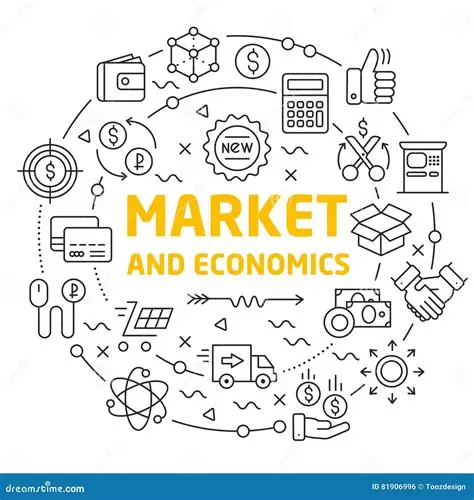 $
$
₽
NEW
$
MARKET
AND ECONOMICS
₽
$
$
dreamstime.com
ID 81906996 © Toozdesign